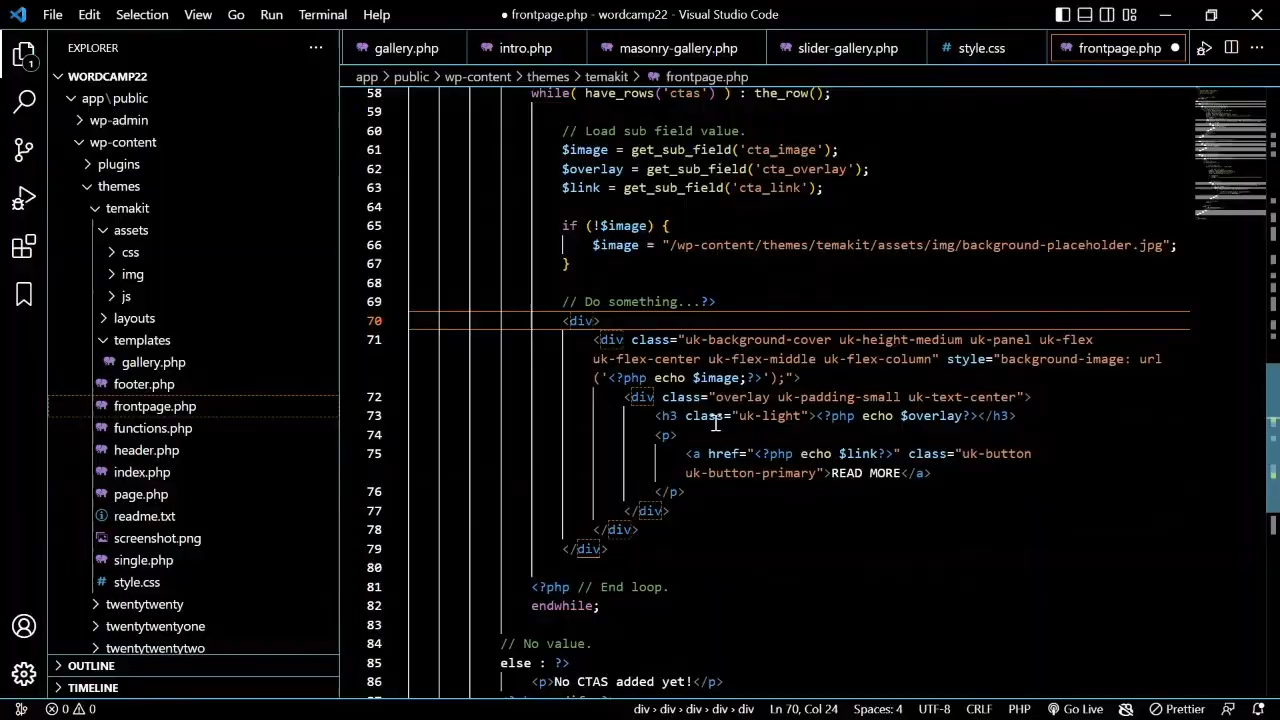 File Edit Selection View Go Run Terminal Help
● frontpage.php - wordcamp22 - Visual Studio Code
EXPLORER
gallery.php intro.php masonry-gallery.php slider-gallery.php style.css frontpage.php
WORDCAMP22
app > public > wp-content > themes > temakit > frontpage.php
app\public
wp-admin
wp-content
plugins
themes
temakit
assets
css
img
js
layouts
templates
gallery.php
footer.php
frontpage.php
functions.php
header.php
index.php
page.php
readme.txt
screenshot.png
single.php
style.css
twentytwenty
twentytwentyone
twentytwentytwo
OUTLINE
TIMELINE
58 while( have_rows('ctas') ) : the_row();
59
60 // Load sub field value.
61 $image = get_sub_field('cta_image');
62 $overlay = get_sub_field('cta_overlay');
63 $link = get_sub_field('cta_link');
64
65 if (!$image) {
66 $image = "/wp-content/themes/temakit/assets/img/background-placeholder.jpg";
67 }
68
69 // Do something...?>
70 <div>
71 <div class="uk-background-cover uk-height-medium uk-panel uk-flex
uk-flex-center uk-flex-middle uk-flex-column" style="background-image: url
('<?php echo $image;?>');">
72 <div class="overlay uk-padding-small uk-text-center">
73 <h3 class="uk-light"><?php echo $overlay?></h3>
74 <p>
75 <a href="<?php echo $link?>" class="uk-button
uk-button-primary">READ MORE</a>
76 </p>
77 </div>
78 </div>
79 </div>
80
81 <?php // End loop.
82 endwhile;
83
84 // No value.
85 else : ?>
86 <p>No CTAS added yet!</p>
0 0 div > div > div > div Ln 70, Col 24 Spaces: 4 UTF-8 CRLF PHP Go Live Prettier